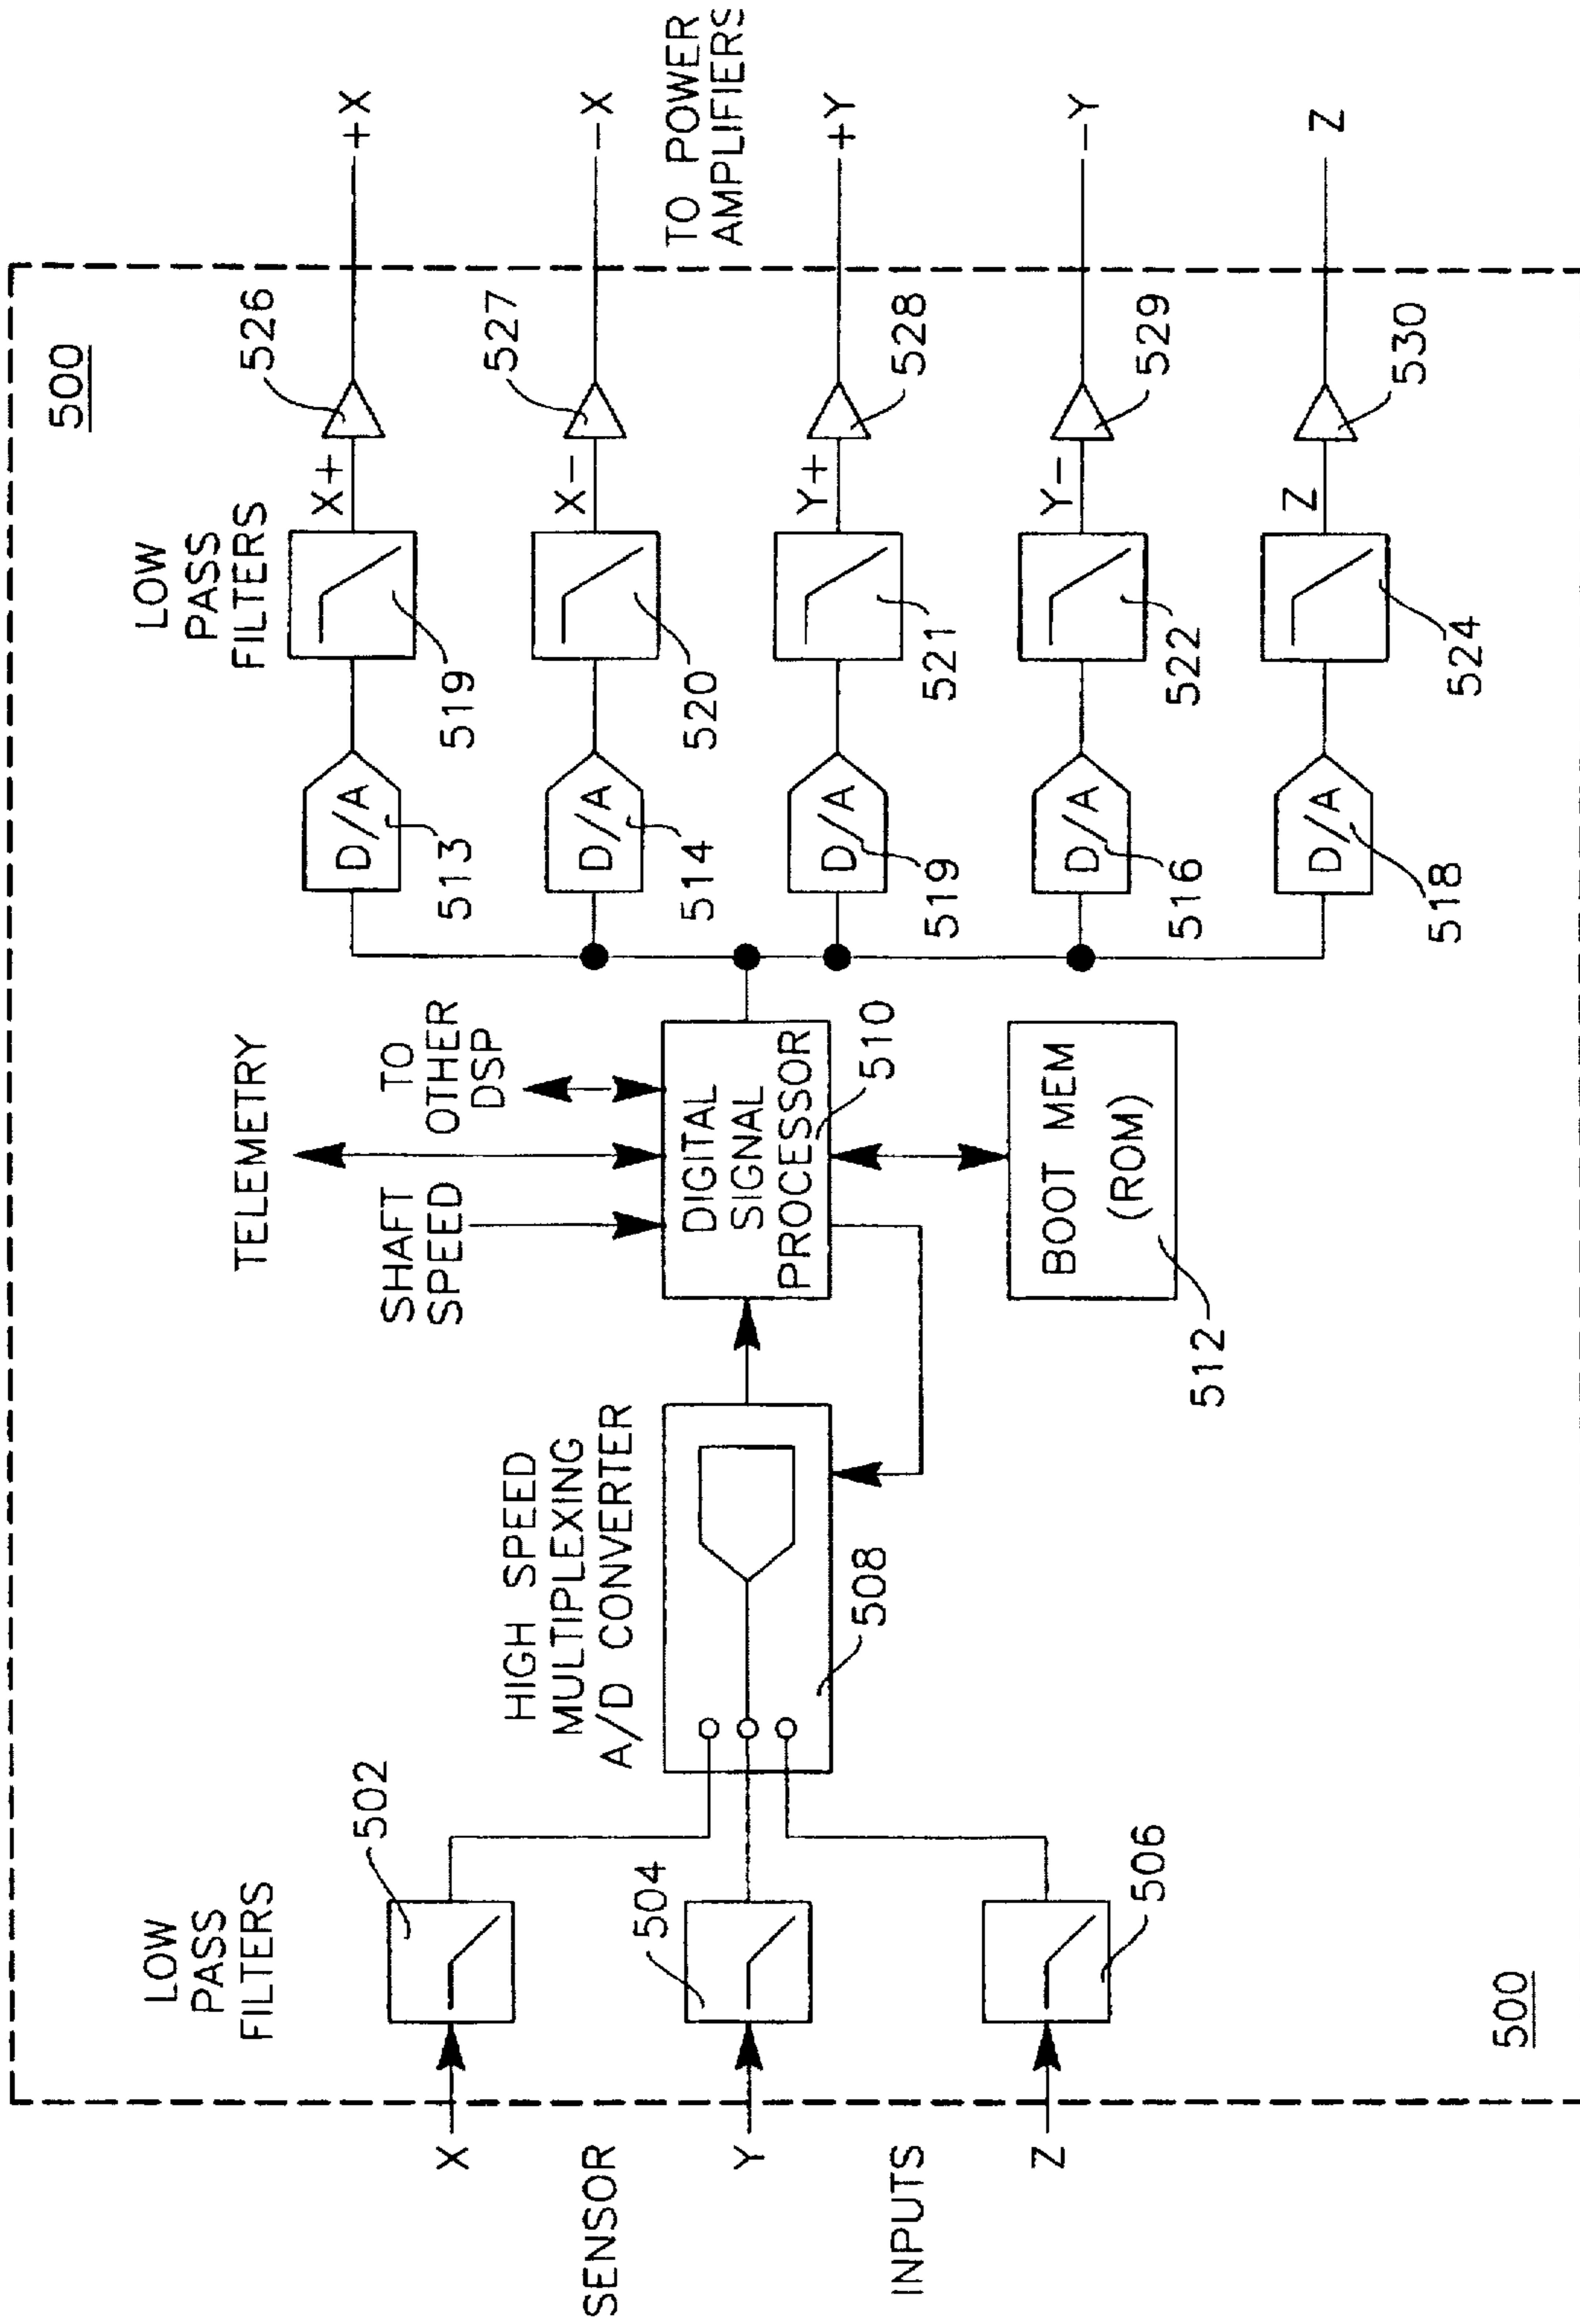 500
LOW
PASS
FILTERS
LOW
PASS
FILTERS
TELEMETRY
SHAFT
SPEED
TO
OTHER
DSP
HIGH SPEED
MULTIPLEXING
A/D CONVERTER
SENSOR
INPUTS
X
Y
Z
502
504
506
508
DIGITAL
SIGNAL
PROCESSOR
510
BOOT MEM
(ROM)
512
D/A
513
519
X+
526
+X
D/A
514
520
X-
527
-X
TO POWER
AMPLIFIERS
D/A
519
521
Y+
528
+Y
D/A
516
522
Y-
529
-Y
D/A
518
524
Z
530
Z
500